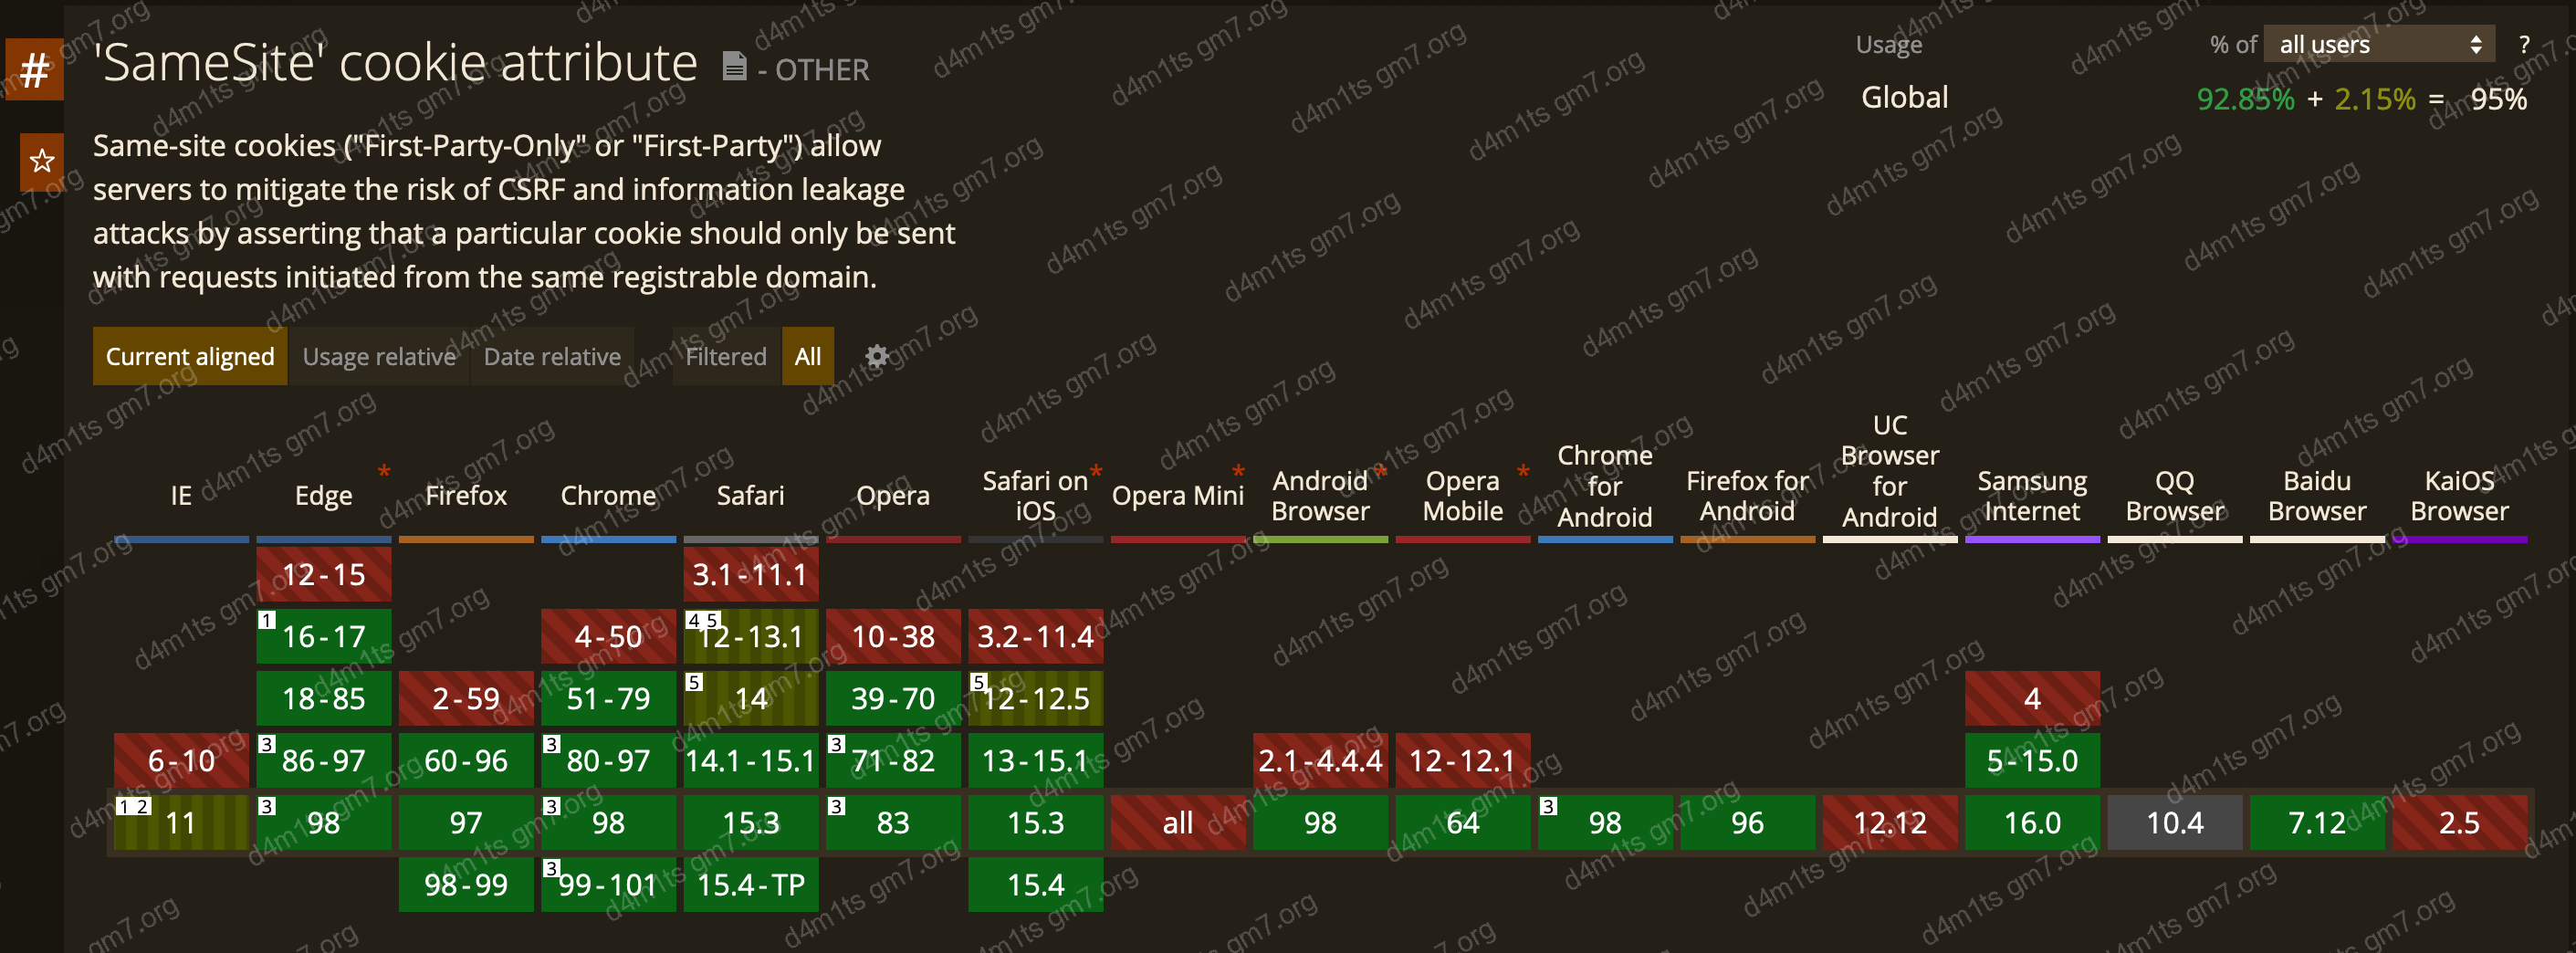 #
'SameSite' cookie attribute - OTHER
Usage % of all users ?
Global 92.85% + 2.15% = 95%
Same-site cookies ("First-Party-Only" or "First-Party") allow
servers to mitigate the risk of CSRF and information leakage
attacks by asserting that a particular cookie should only be sent
with requests initiated from the same registrable domain.
Current aligned Usage relative Date relative Filtered All
IE Edge * Firefox Chrome Safari Opera Safari on iOS * Opera Mini * Android Browser * Opera Mobile * Chrome for Android Firefox for Android UC Browser for Android Samsung Internet QQ Browser Baidu Browser KaiOS Browser
12-15 3.1-11.1
1 16-17 4-50 4 5 12-13.1 10-38 3.2-11.4
18-85 2-59 51-79 5 14 39-70 5 12-12.5 4
6-10 3 86-97 60-96 3 80-97 14.1-15.1 3 71-82 13-15.1 2.1-4.4.4 12-12.1 5-15.0
1 2 11 3 98 97 3 98 15.3 3 83 15.3 all 98 64 3 98 96 12.12 16.0 10.4 7.12 2.5
98-99 3 99-101 15.4-TP 15.4
d4m1ts gm7.org